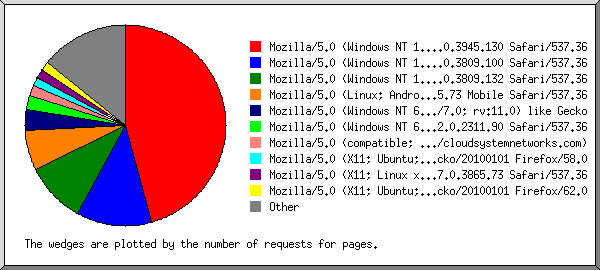 Mozilla/5.0 (Windows NT 1....0.3945.130 Safari/537.36
Mozilla/5.0 (Windows NT 1....0.3809.100 Safari/537.36
Mozilla/5.0 (Windows NT 1....0.3809.132 Safari/537.36
Mozilla/5.0 (Linux; Andro...5.73 Mobile Safari/537.36
Mozilla/5.0 (Windows NT 6.../7.0; rv:11.0) like Gecko
Mozilla/5.0 (Windows NT 6...2.0.2311.90 Safari/537.36
Mozilla/5.0 (compatible; .../cloudsystemnetworks.com)
Mozilla/5.0 (X11; Ubuntu;...cko/20100101 Firefox/58.0
Mozilla/5.0 (X11; Linux x...7.0.3865.73 Safari/537.36
Mozilla/5.0 (X11; Ubuntu;...cko/20100101 Firefox/62.0
Other
The wedges are plotted by the number of requests for pages.